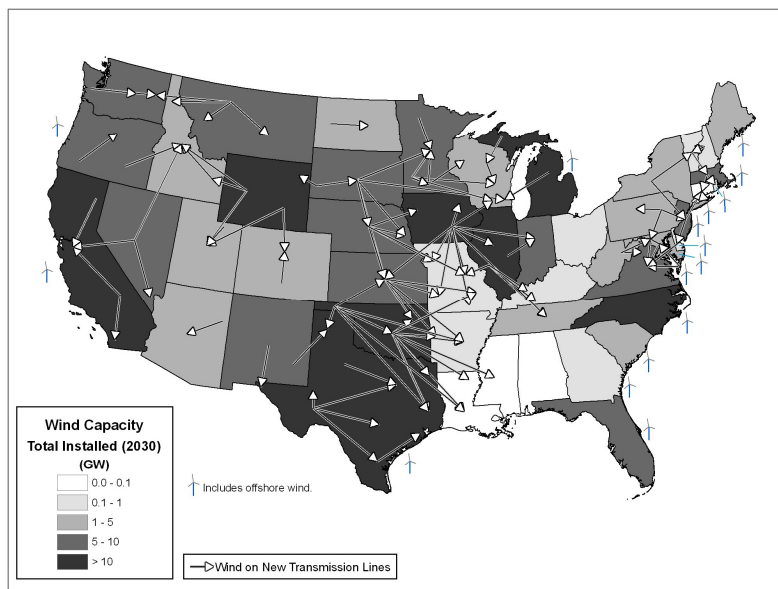 Wind Capacity
Total Installed (2030)
(GW)
0.0 - 0.1
0.1 - 1
1 - 5
5 - 10
> 10
Includes offshore wind.
Wind on New Transmission Lines